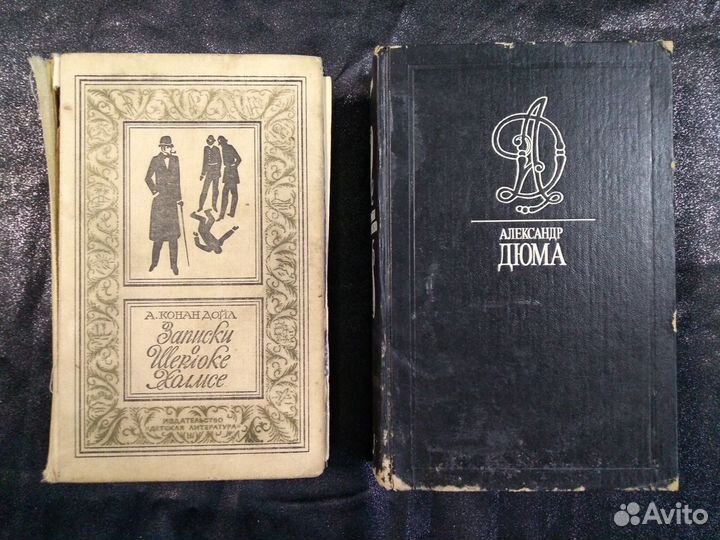 А. КОНАН ДОЙЛ
Записки
о
Шерлоке
Холмсе
ИЗДАТЕЛЬСТВО
«ДЕТСКАЯ ЛИТЕРАТУРА»
АЛЕКСАНДР
ДЮМА
Avito